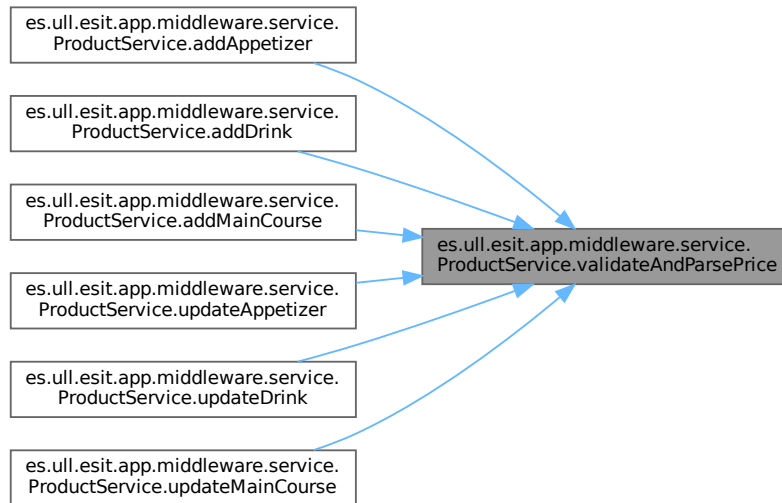 es.ull.esit.app.middleware.service.
ProductService.addAppetizer
es.ull.esit.app.middleware.service.
ProductService.addDrink
es.ull.esit.app.middleware.service.
ProductService.addMainCourse
es.ull.esit.app.middleware.service.
ProductService.validateAndParsePrice
es.ull.esit.app.middleware.service.
ProductService.updateAppetizer
es.ull.esit.app.middleware.service.
ProductService.updateDrink
es.ull.esit.app.middleware.service.
ProductService.updateMainCourse